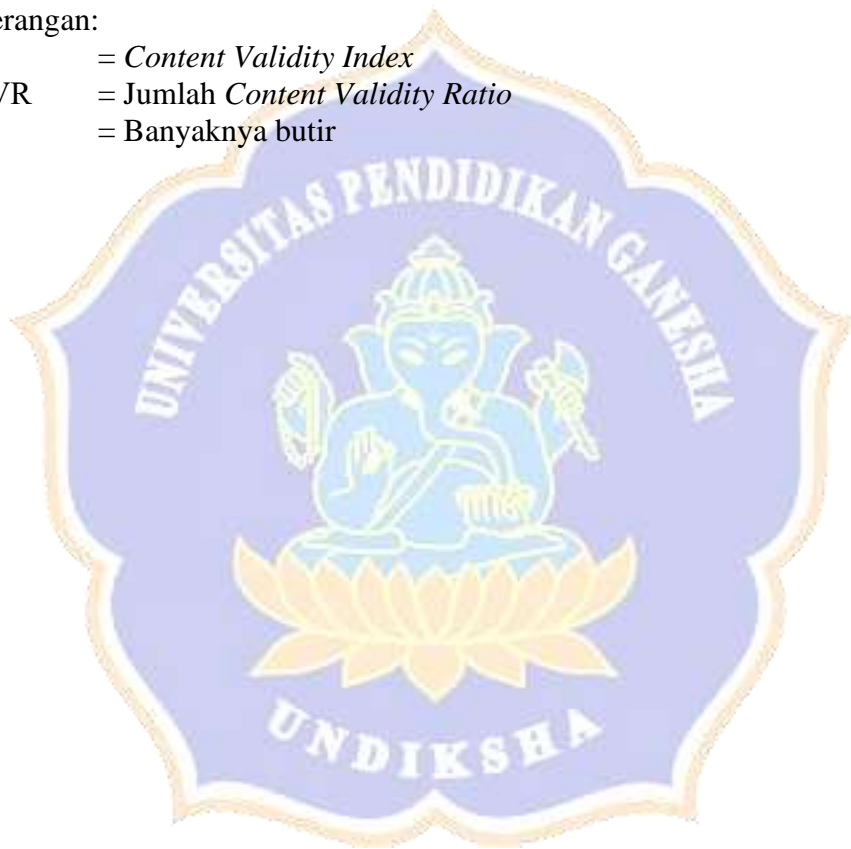 erangan:
= Content Validity Index
VR = Jumlah Content Validity Ratio
= Banyaknya butir
UNIVERSITAS PENDIDIKAN GANESHA
UNDIKSHA